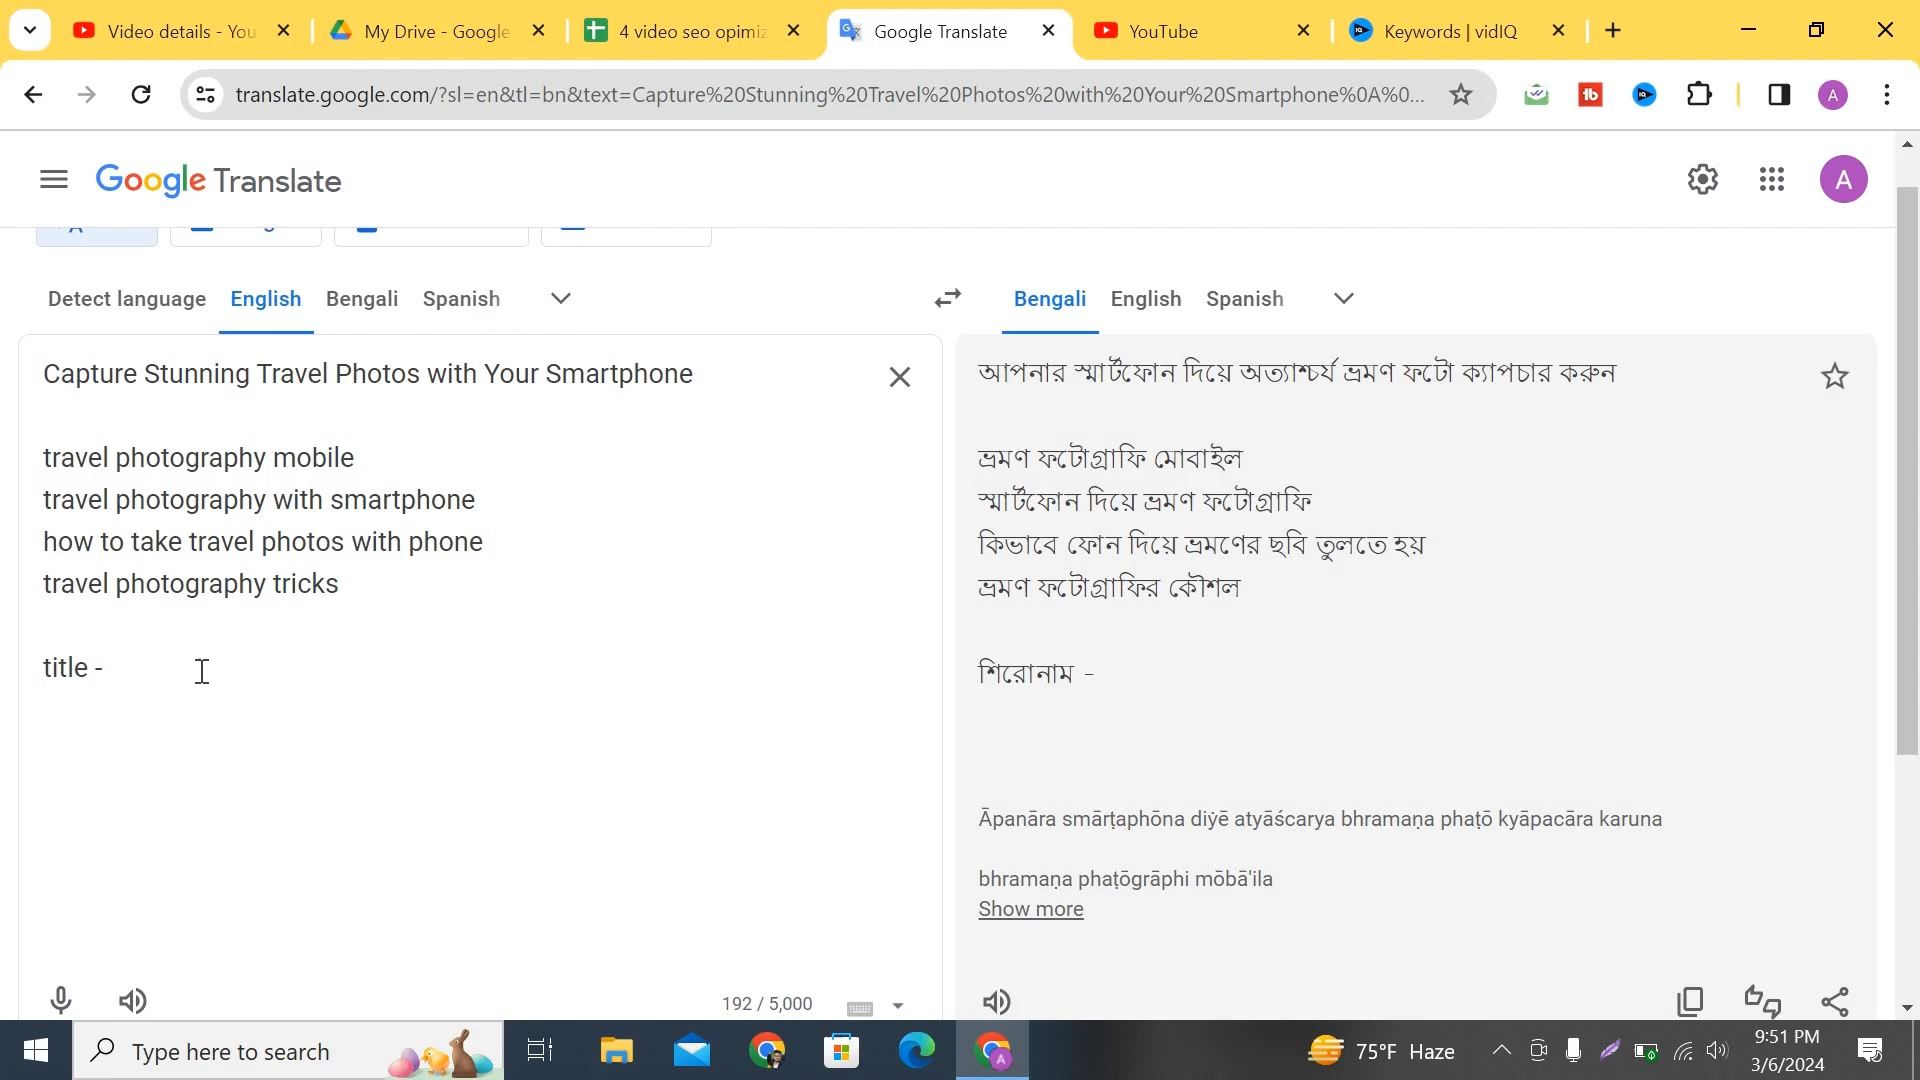 Video details - You
My Drive - Google
4 video seo opimiz
Google Translate
YouTube
Keywords | vidIQ
translate.google.com/?sl=en&tl=bn&text=Capture%20Stunning%20Travel%20Photos%20with%20Your%20Smartphone%0A%0...
A
Google Translate
A
Detect language
English
Bengali
Spanish
Bengali
English
Spanish
Capture Stunning Travel Photos with Your Smartphone
travel photography mobile
travel photography with smartphone
how to take travel photos with phone
travel photography tricks
title -
আপনার স্মার্টফোন দিয়ে অত্যাশ্চর্য ভ্রমণ ফটো ক্যাপচার করুন
ভ্রমণ ফটোগ্রাফি মোবাইল
স্মার্টফোন দিয়ে ভ্রমণ ফটোগ্রাফি
কিভাবে ফোন দিয়ে ভ্রমণের ছবি তুলতে হয়
ভ্রমণ ফটোগ্রাফির কৌশল
শিরোনাম -
Āpanāra smārṭaphōna diẏē atyāścarya bhramaṇa phaṭō kyāpacāra karuna
bhramaṇa phaṭōgrāphi mōbā'ila
Show more
192 / 5,000
Type here to search
75°F Haze
9:51 PM
3/6/2024